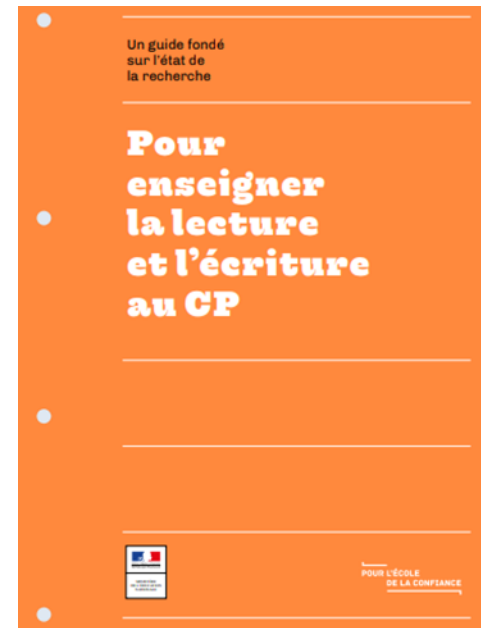 Un guide fondé
sur l'état de
la recherche
Pour
enseigner
la lecture
et l'écriture
au CP
POUR L'ÉCOLE
DE LA CONFIANCE